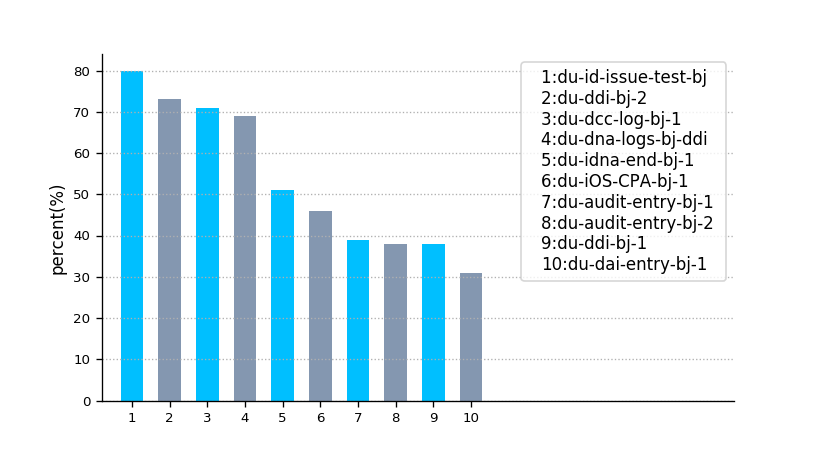 percent(%)
80
70
60
50
40
30
20
10
0
1 2 3 4 5 6 7 8 9 10
1:du-id-issue-test-bj
2:du-ddi-bj-2
3:du-dcc-log-bj-1
4:du-dna-logs-bj-ddi
5:du-idna-end-bj-1
6:du-iOS-CPA-bj-1
7:du-audit-entry-bj-1
8:du-audit-entry-bj-2
9:du-ddi-bj-1
10:du-dai-entry-bj-1